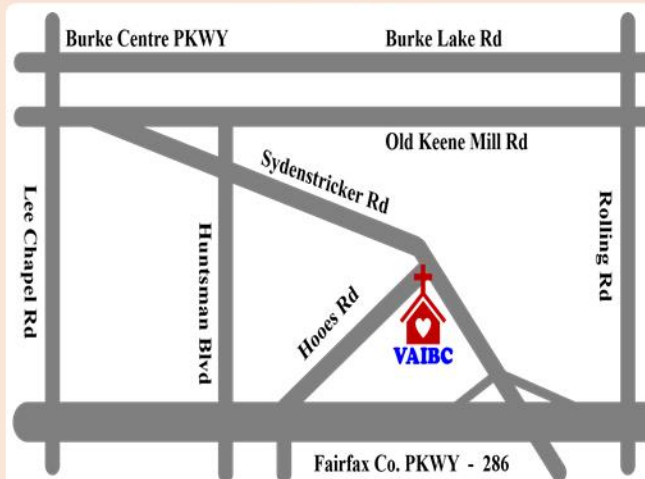 Burke Centre PKWY
Burke Lake Rd
Old Keene Mill Rd
Sydenstricker Rd
Lee Chapel Rd
Huntsman Blvd
Rolling Rd
Hooes Rd
VAIBC
Fairfax Co. PKWY - 286